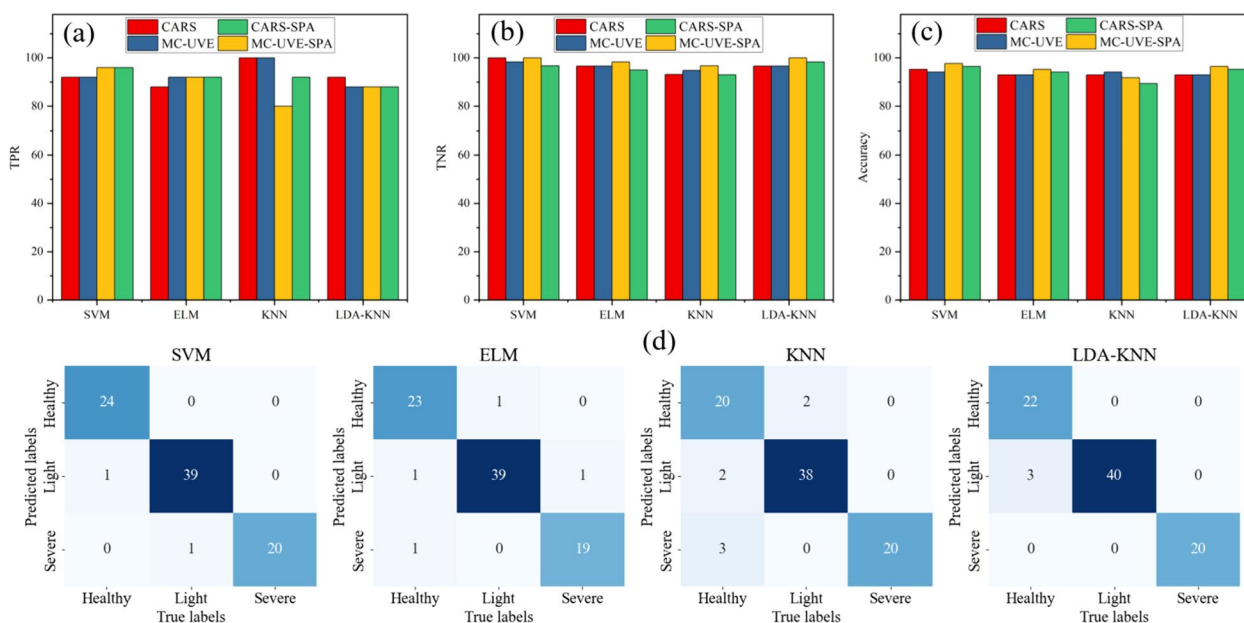 (a)
CARS CARS-SPA
MC-UVE MC-UVE-SPA
100
80
60
40
20
0
TPR
SVM ELM KNN LDA-KNN
(b)
CARS CARS-SPA
MC-UVE MC-UVE-SPA
100
80
60
40
20
0
TNR
SVM ELM KNN LDA-KNN
(c)
CARS CARS-SPA
MC-UVE MC-UVE-SPA
100
80
60
40
20
0
Accuracy
SVM ELM KNN LDA-KNN
(d)
SVM
Predicted labels
Healthy 24 0 0
Light 1 39 0
Severe 0 1 20
Healthy Light Severe
True labels
ELM
Predicted labels
Healthy 23 1 0
Light 1 39 1
Severe 1 0 19
Healthy Light Severe
True labels
KNN
Predicted labels
Healthy 20 2 0
Light 2 38 0
Severe 3 0 20
Healthy Light Severe
True labels
LDA-KNN
Predicted labels
Healthy 22 0 0
Light 3 40 0
Severe 0 0 20
Healthy Light Severe
True labels